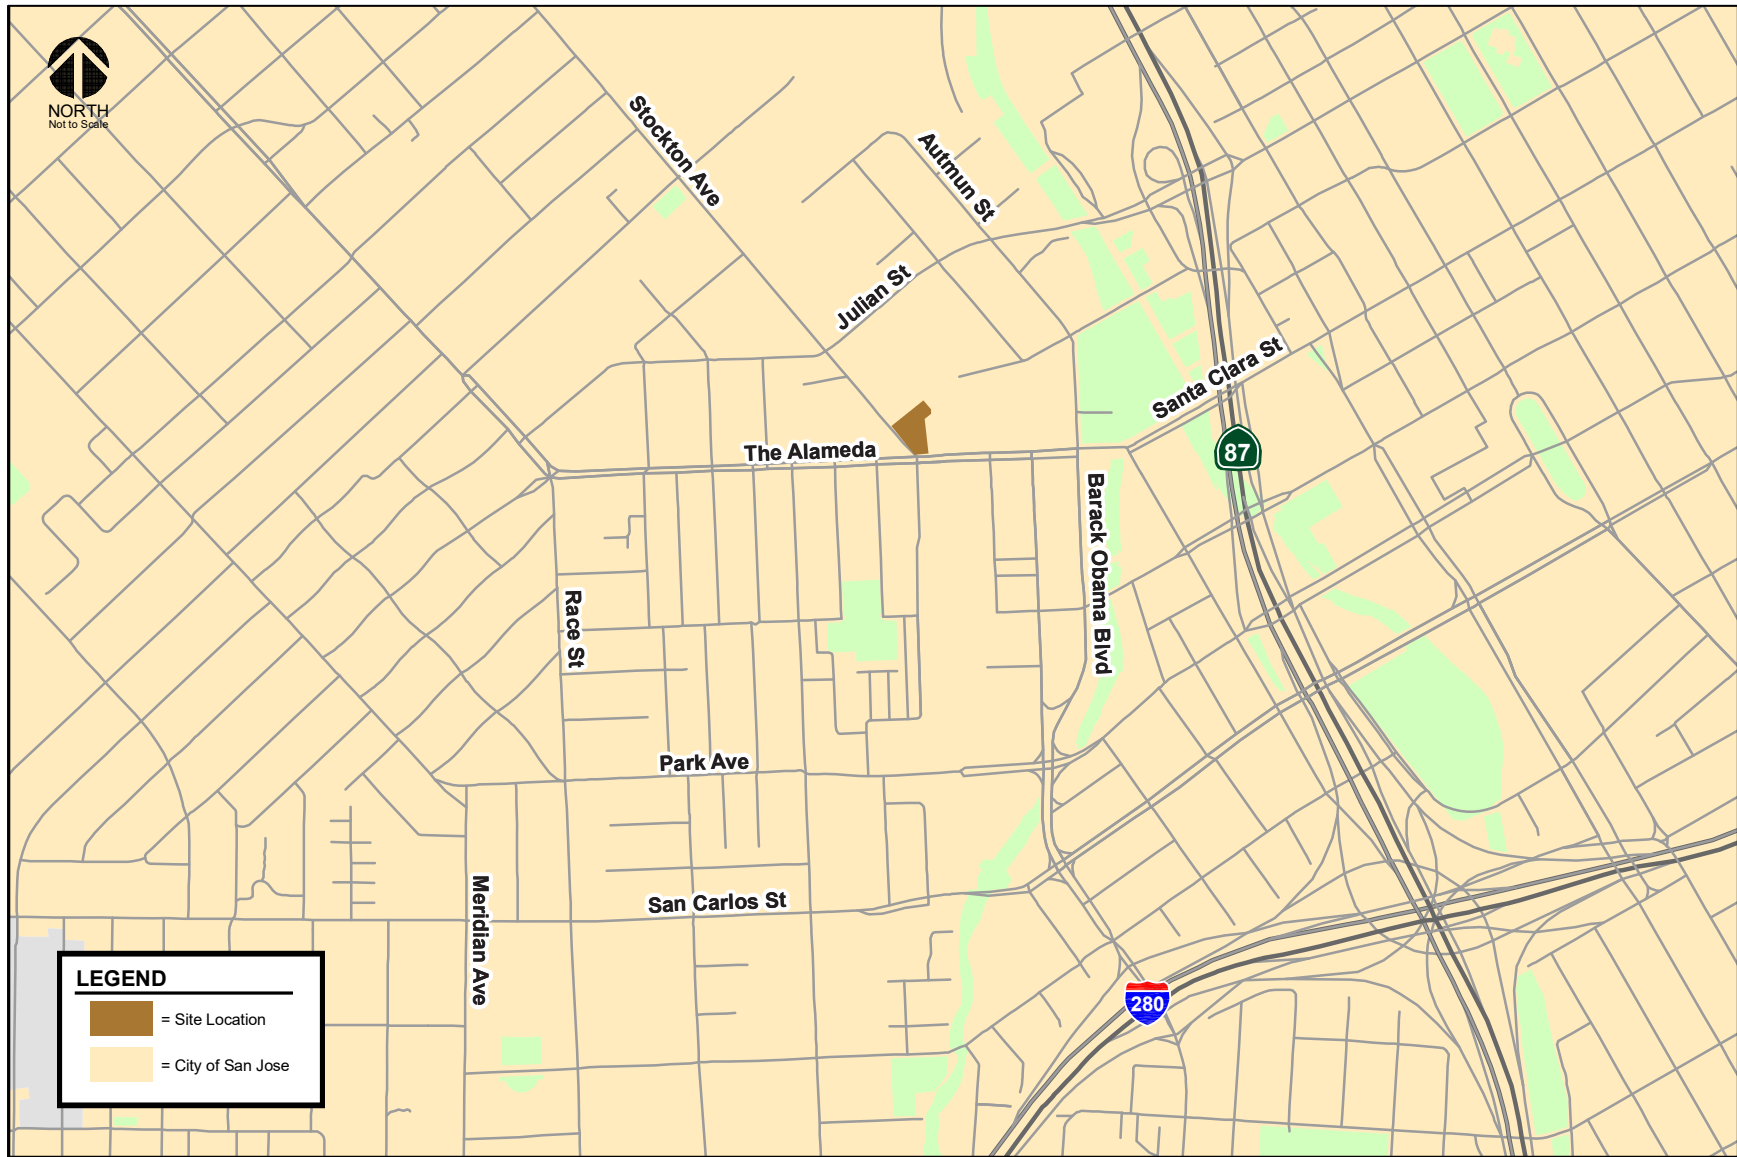 NORTH
Not to Scale
Stockton Ave
Autmun St
Julian St
Santa Clara St
The Alameda
87
Barack Obama Blvd
Race St
Park Ave
Meridian Ave
San Carlos St
280
LEGEND
= Site Location
= City of San Jose